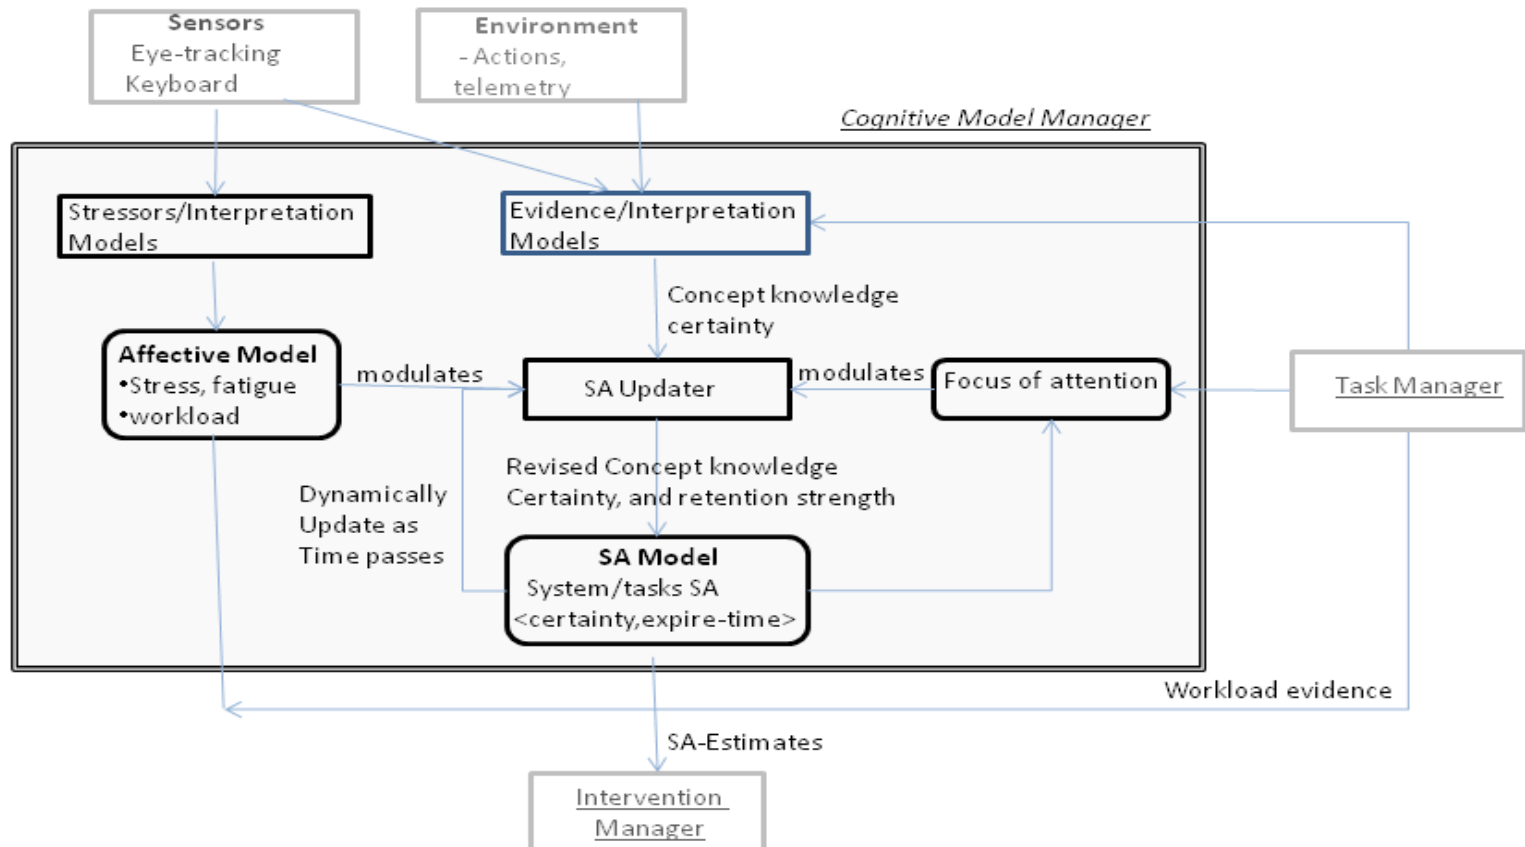 Sensors
Eye-tracking
Keyboard
Environment
- Actions,
telemetry
Cognitive Model Manager
Stressors/Interpretation
Models
Evidence/Interpretation
Models
Concept knowledge
certainty
Affective Model
•Stress, fatigue
•workload
modulates
SA Updater
modulates
Focus of attention
Task Manager
Dynamically
Update as
Time passes
Revised Concept knowledge
Certainty, and retention strength
SA Model
System/tasks SA
<certainty,expire-time>
Workload evidence
SA-Estimates
Intervention
Manager